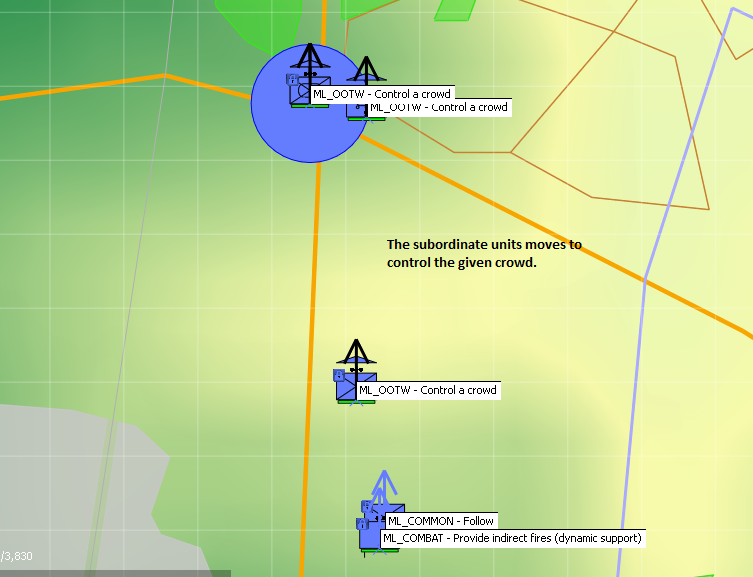 ML_OOTW - Control a crowd
ML_OOTW - Control a crowd
The subordinate units moves to
control the given crowd.
ML_OOTW - Control a crowd
ML_COMMON - Follow
ML_COMBAT - Provide indirect fires (dynamic support)
/3,830